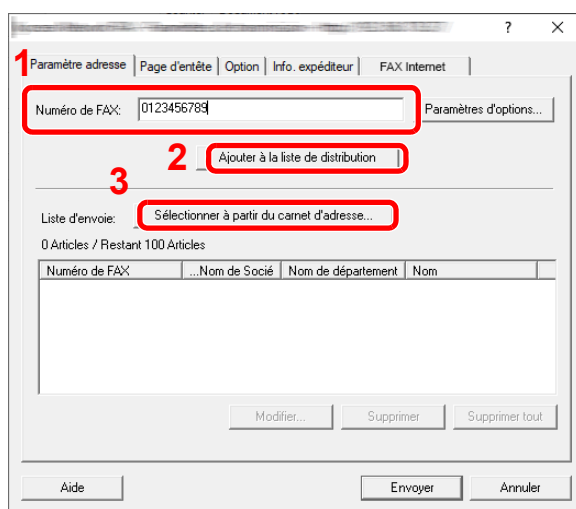 ? ×
1
Paramètre adresse Page d'entête Option Info. expéditeur FAX Internet
Numéro de FAX: 0123456789 Paramètres d'options...
2 Ajouter à la liste de distribution
3
Liste d'envoie: Sélectionner à partir du carnet d'adresse...
0 Articles / Restant 100 Articles
Numéro de FAX ...Nom de Socié Nom de département Nom
Modifier... Supprimer Supprimer tout
Aide Envoyer Annuler